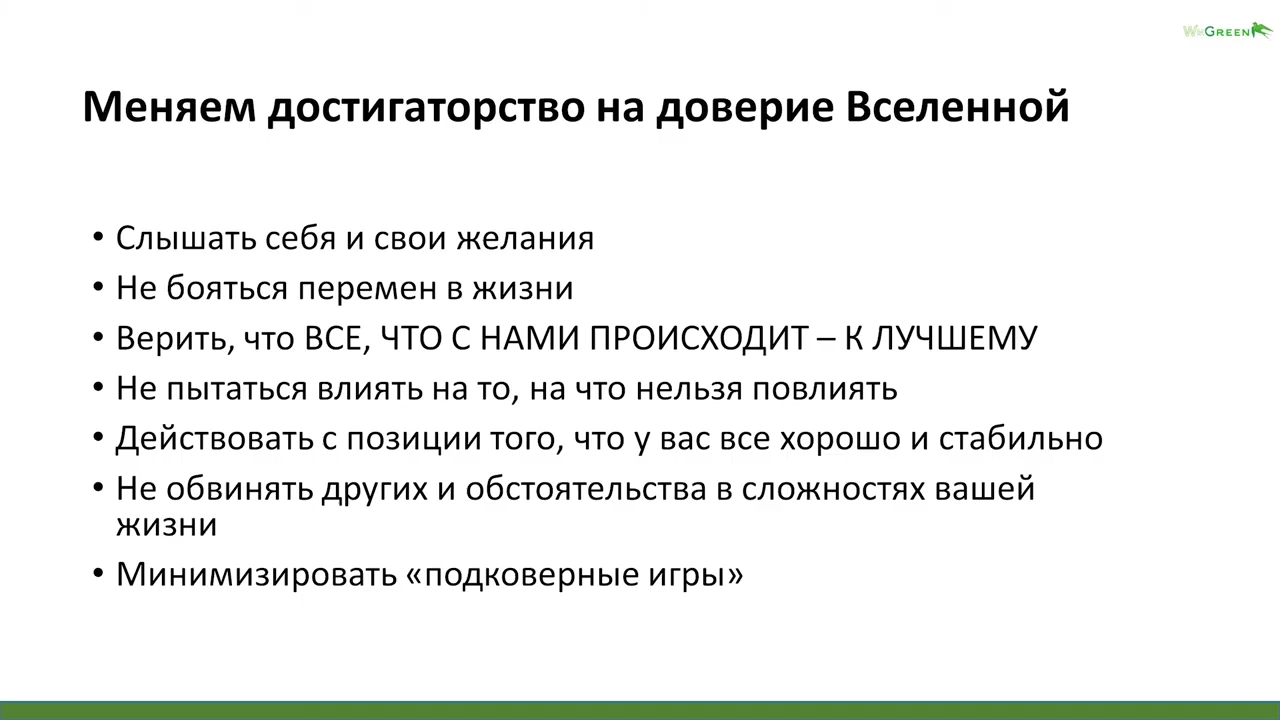 WeGreen
Меняем достигаторство на доверие Вселенной
• Слышать себя и свои желания
• Не бояться перемен в жизни
• Верить, что ВСЕ, ЧТО С НАМИ ПРОИСХОДИТ – К ЛУЧШЕМУ
• Не пытаться влиять на то, на что нельзя повлиять
• Действовать с позиции того, что у вас все хорошо и стабильно
• Не обвинять других и обстоятельства в сложностях вашей
жизни
• Минимизировать «подковерные игры»